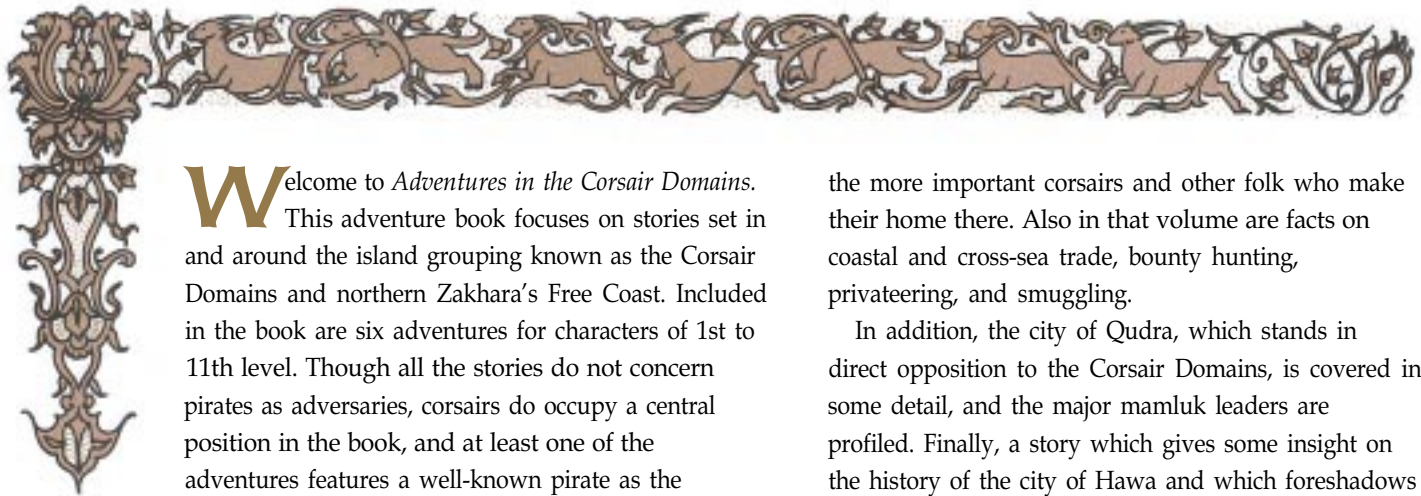 Welcome to Adventures in the Corsair Domains.
This adventure book focuses on stories set in
and around the island grouping known as the Corsair
Domains and northern Zakhara's Free Coast. Included
in the book are six adventures for characters of 1st to
11th level. Though all the stories do not concern
pirates as adversaries, corsairs do occupy a central
position in the book, and at least one of the
adventures features a well-known pirate as the
the more important corsairs and other folk who make
their home there. Also in that volume are facts on
coastal and cross-sea trade, bounty hunting,
privateering, and smuggling.
In addition, the city of Qudra, which stands in
direct opposition to the Corsair Domains, is covered in
some detail, and the major mamluk leaders are
profiled. Finally, a story which gives some insight on
the history of the city of Hawa and which foreshadows